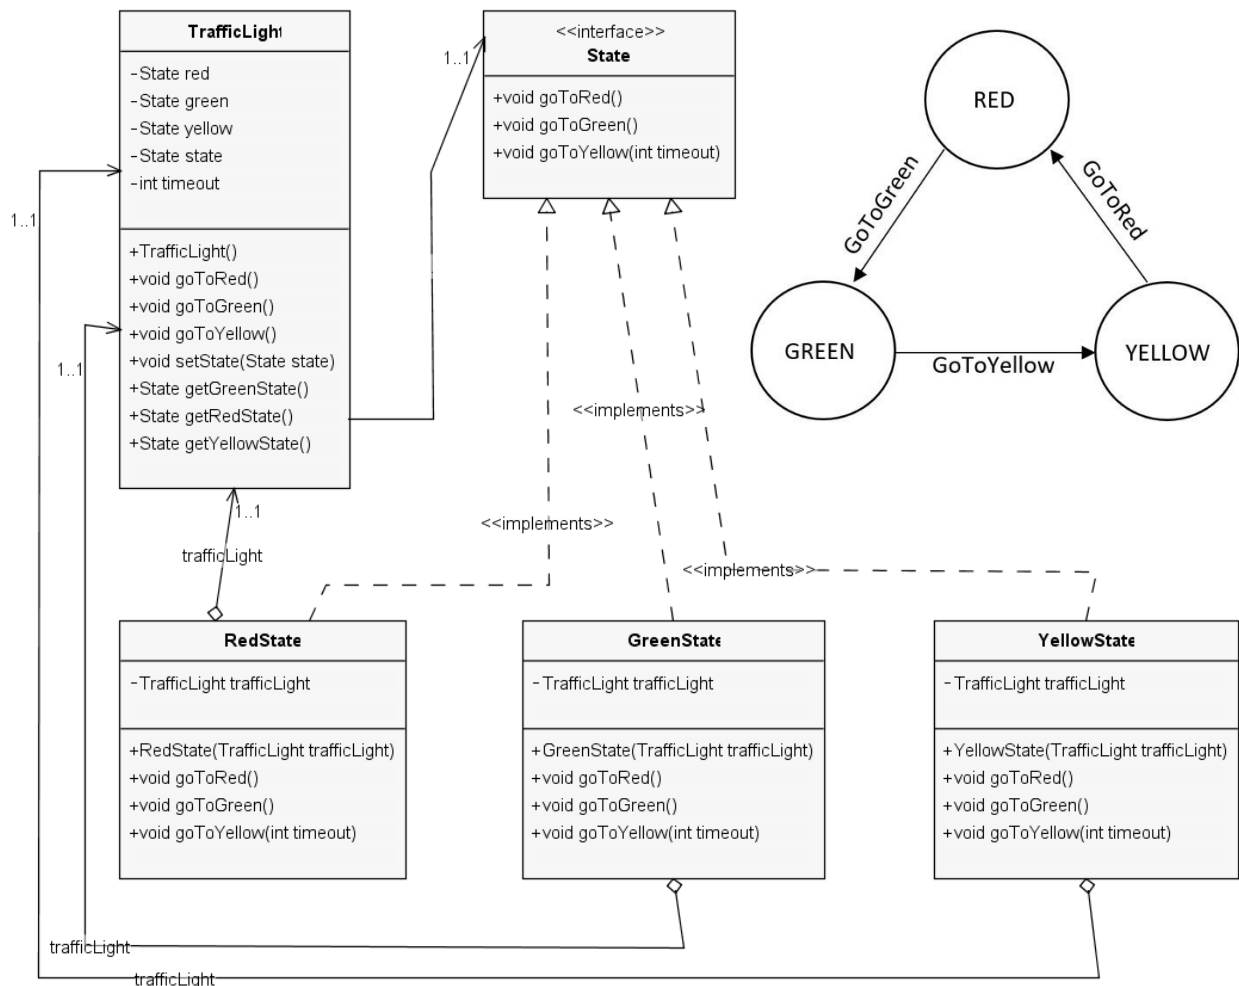 TrafficLight
-State red
-State green
-State yellow
-State state
-int timeout
+TrafficLight()
+void goToRed()
+void goToGreen()
+void goToYellow()
+void setState(State state)
+State getGreenState()
+State getRedState()
+State getYellowState()
1..1
<<interface>>
State
+void goToRed()
+void goToGreen()
+void goToYellow(int timeout)
RED
GoToGreen
GoToRed
GREEN
GoToYellow
YELLOW
1..1
1..1
1..1
trafficLight
<<implements>>
<<implements>>
<<implements>>
RedState
-TrafficLight trafficLight
+RedState(TrafficLight trafficLight)
+void goToRed()
+void goToGreen()
+void goToYellow(int timeout)
GreenState
-TrafficLight trafficLight
+GreenState(TrafficLight trafficLight)
+void goToRed()
+void goToGreen()
+void goToYellow(int timeout)
YellowState
-TrafficLight trafficLight
+YellowState(TrafficLight trafficLight)
+void goToRed()
+void goToGreen()
+void goToYellow(int timeout)
trafficLight
trafficLight